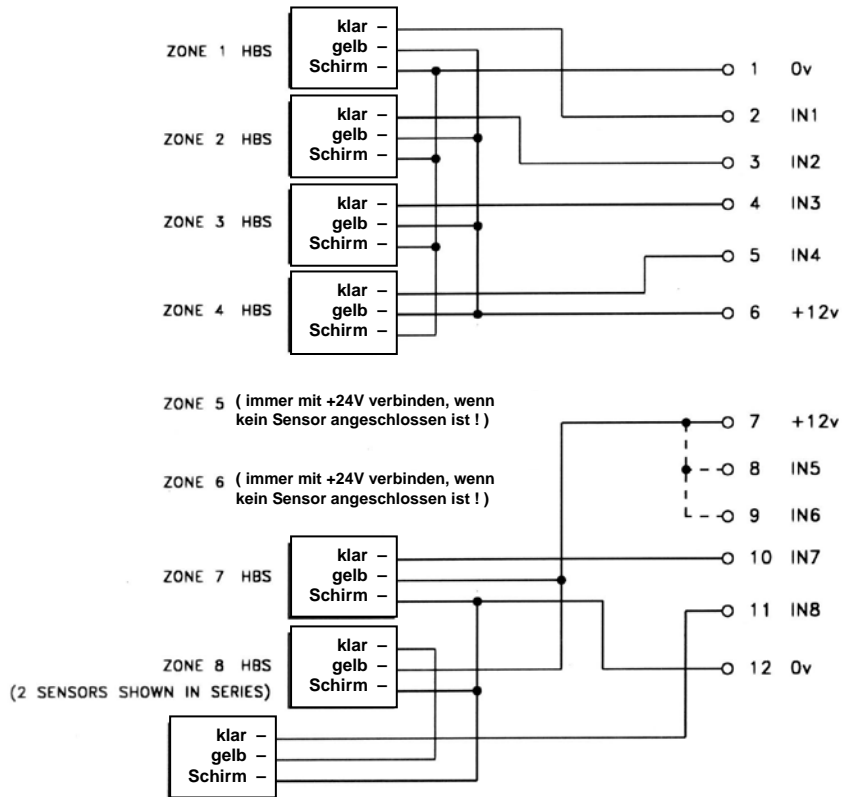 klar –
ZONE 1 HBS gelb –
Schirm –
1 0v
klar –
2 IN1
ZONE 2 HBS gelb –
Schirm –
3 IN2
klar –
4 IN3
ZONE 3 HBS gelb –
Schirm –
5 IN4
klar –
ZONE 4 HBS gelb –
6 +12v
Schirm –
ZONE 5 ( immer mit +24V verbinden, wenn
kein Sensor angeschlossen ist ! )
7 +12v
8 IN5
ZONE 6 ( immer mit +24V verbinden, wenn
kein Sensor angeschlossen ist ! )
9 IN6
klar –
10 IN7
ZONE 7 HBS gelb –
Schirm –
11 IN8
klar –
ZONE 8 HBS gelb –
12 0v
(2 SENSORS SHOWN IN SERIES) Schirm –
klar –
gelb –
Schirm –